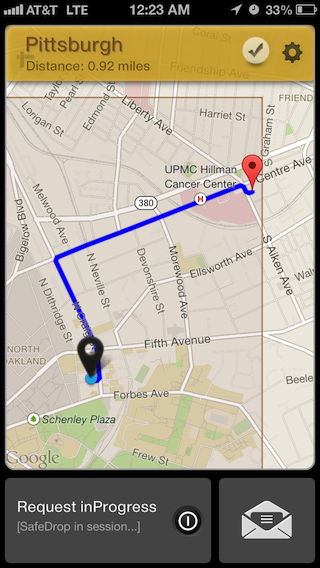 AT&T LTE 12:23 AM 33%
Pittsburgh
Distance: 0.92 miles
Coral St
Friendship Ave
FRIEND
Taylor St
Pearl St
Edmond St
Liberty Ave
Longan St
Harriet St
S Graham St
UPMC Hillman
Cancer Center
Centre Ave
380
H
Melwood Ave
Bigelow Blvd
N Dithridge St
N Neville St
N Craig
Devonshire St
Morewood Ave
Ellsworth Ave
S Aiken Ave
Wal
NORTH
OAKLAND
Fifth Avenue
Beele
Forbes Ave
Schenley Plaza
Frew St
Google
Request inProgress
[SafeDrop in session...]